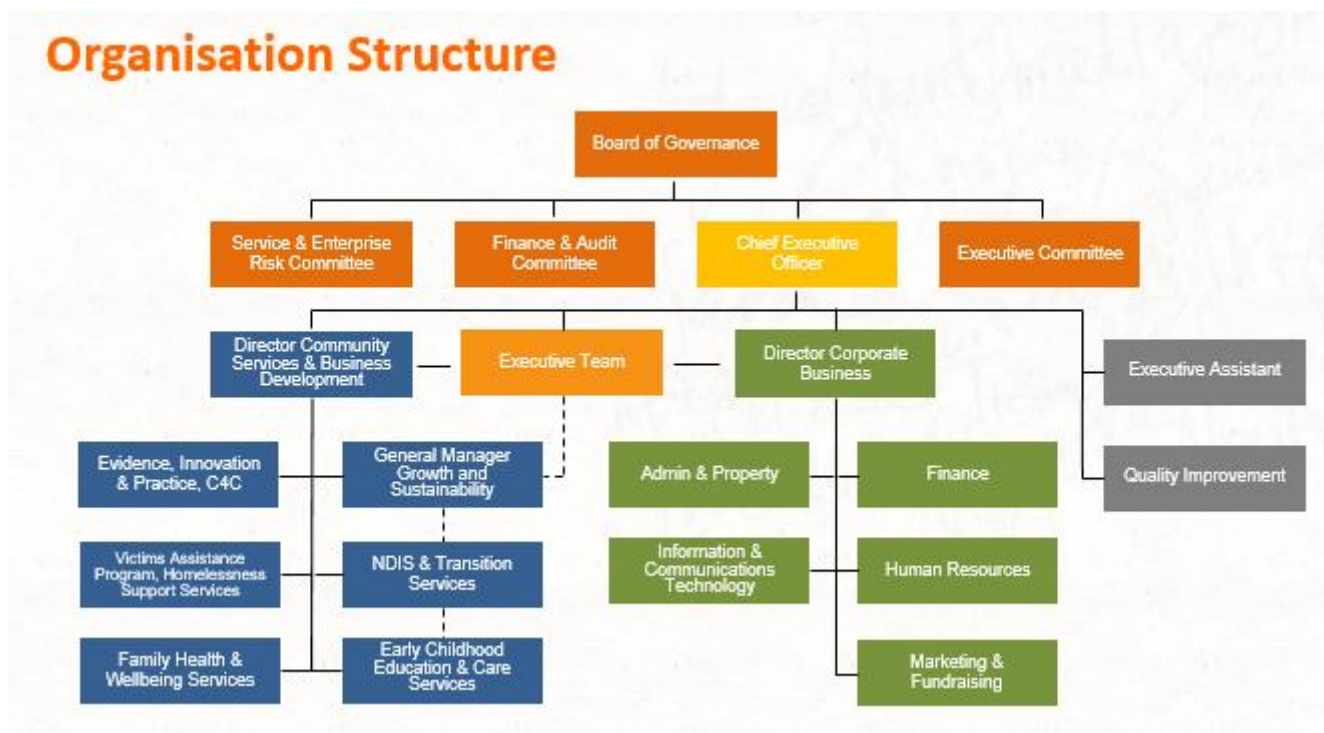 Organisation Structure
Board of Governance
Service & Enterprise
Risk Committee
Finance & Audit
Committee
Chief Executive
Officer
Executive Committee
Director Community
Services & Business
Development
Executive Team
Director Corporate
Business
Executive Assistant
Evidence, Innovation
& Practice, C4C
General Manager
Growth and
Sustainability
Admin & Property
Finance
Quality Improvement
Victims Assistance
Program, Homelessness
Support Services
NDIS & Transition
Services
Information &
Communications
Technology
Human Resources
Family Health &
Wellbeing Services
Early Childhood
Education & Care
Services
Marketing &
Fundraising